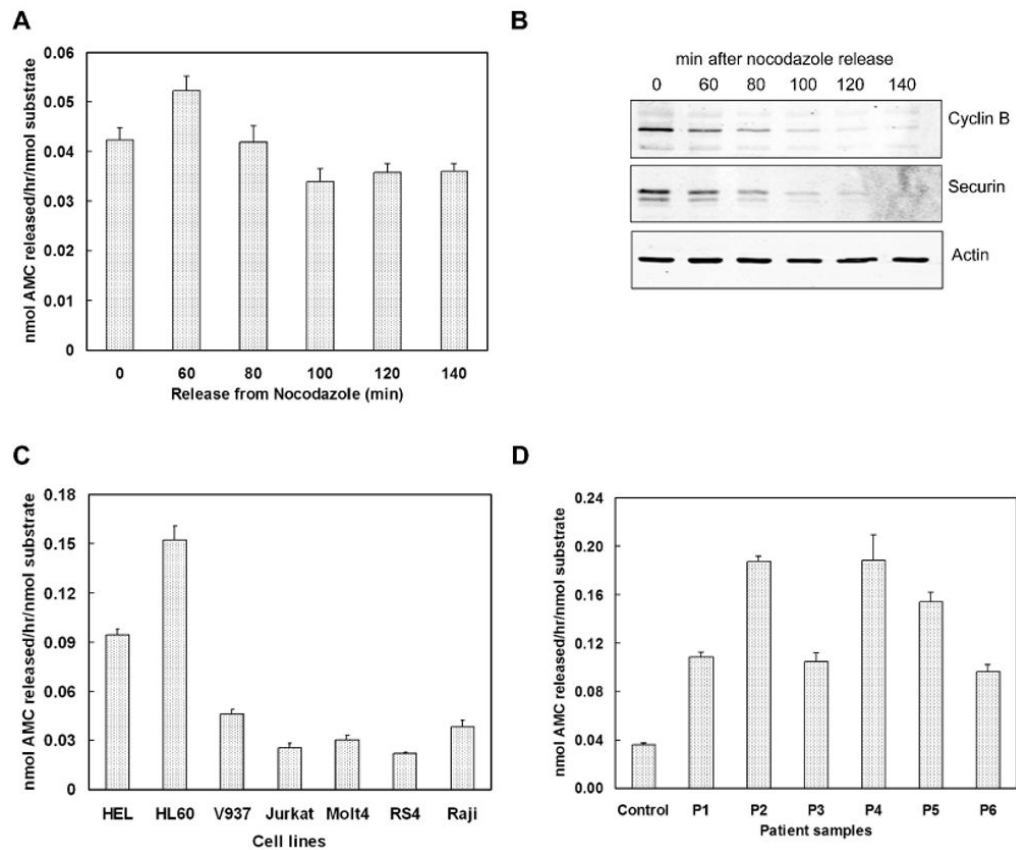 A
nmol AMC released/hr/nmol substrate
0.06
0.05
0.04
0.03
0.02
0.01
0
0 60 80 100 120 140
Release from Nocodazole (min)
B
min after nocodazole release
0 60 80 100 120 140
Cyclin B
Securin
Actin
C
nmol AMC released/hr/nmol substrate
0.18
0.15
0.12
0.09
0.06
0.03
0
HEL HL60 V937 Jurkat Molt4 RS4 Raji
Cell lines
D
nmol AMC released/hr/nmol substrate
0.24
0.20
0.16
0.12
0.08
0.04
0.00
Control P1 P2 P3 P4 P5 P6
Patient samples